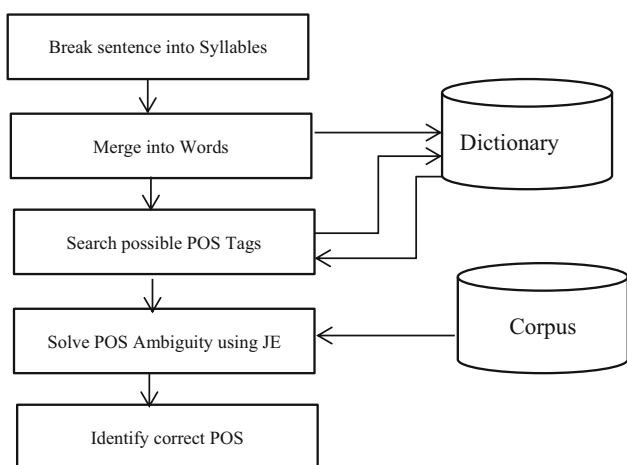 Break sentence into Syllables
Merge into Words
Dictionary
Search possible POS Tags
Solve POS Ambiguity using JE
Corpus
Identify correct POS